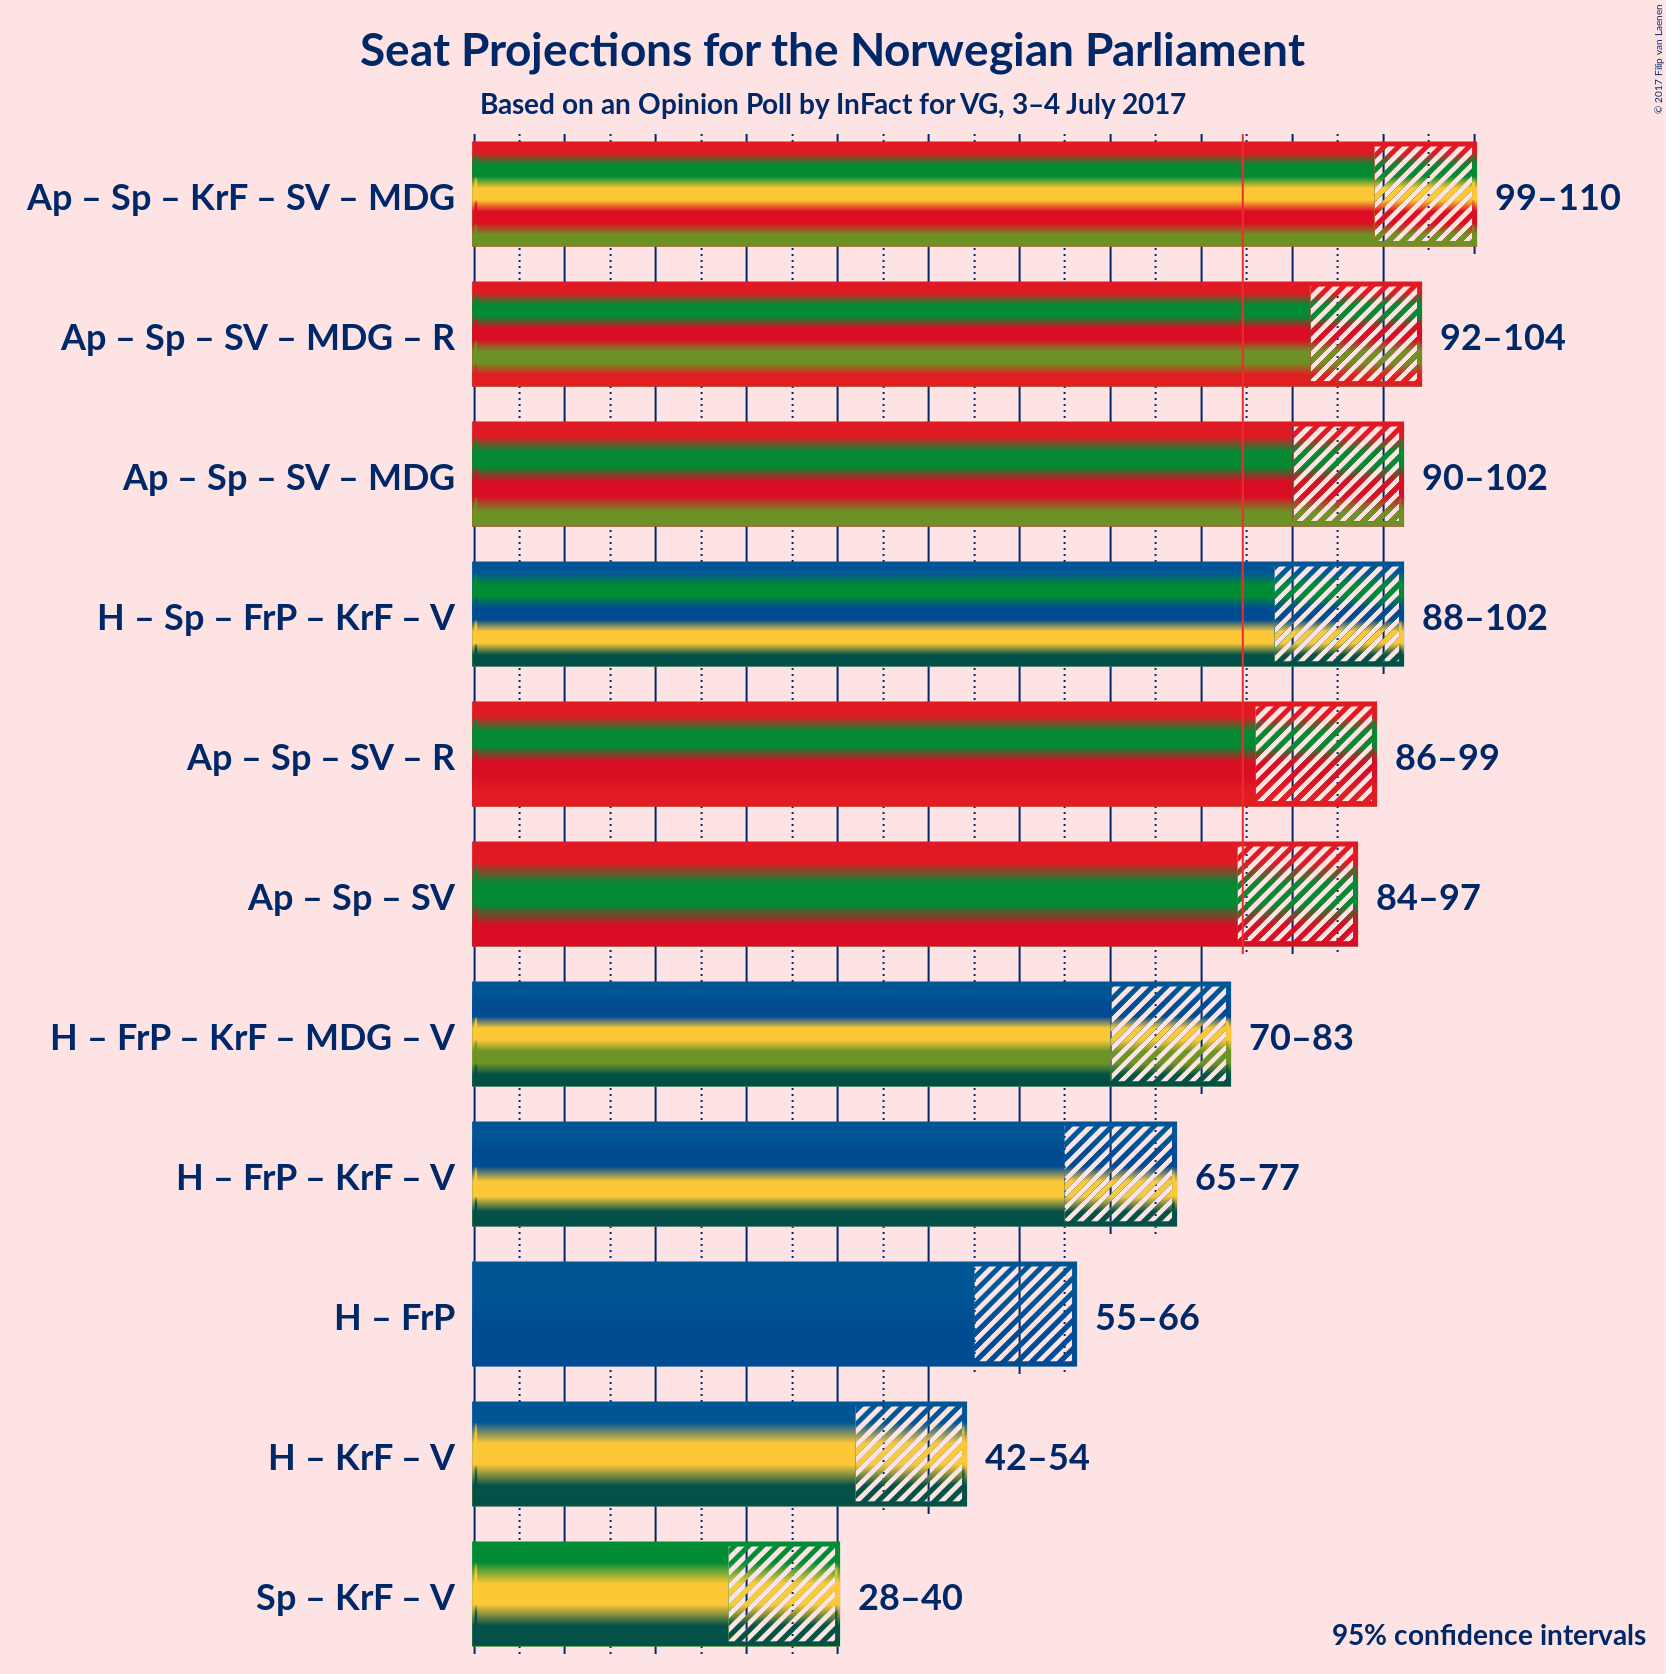 Seat Projections for the Norwegian Parliament
Based on an Opinion Poll by InFact for VG, 3–4 July 2017
© 2017 Filip van Laenen
Ap – Sp – KrF – SV – MDG 99–110
Ap – Sp – SV – MDG – R 92–104
Ap – Sp – SV – MDG 90–102
H – Sp – FrP – KrF – V 88–102
Ap – Sp – SV – R 86–99
Ap – Sp – SV 84–97
H – FrP – KrF – MDG – V 70–83
H – FrP – KrF – V 65–77
H – FrP 55–66
H – KrF – V 42–54
Sp – KrF – V 28–40
95% confidence intervals